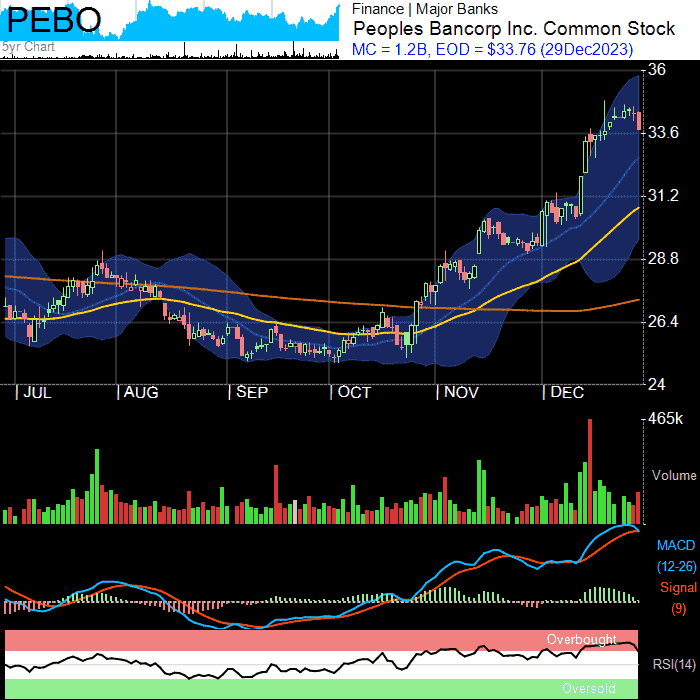 PEBO
5yr Chart
Finance | Major Banks
Peoples Bancorp Inc. Common Stock
MC = 1.2B, EOD = $33.76 (29Dec2023)
36
33.6
31.2
28.8
26.4
24
JUL AUG SEP OCT NOV DEC
465k
Volume
MACD
(12-26)
Signal
(9)
Overbought
RSI(14)
Oversold